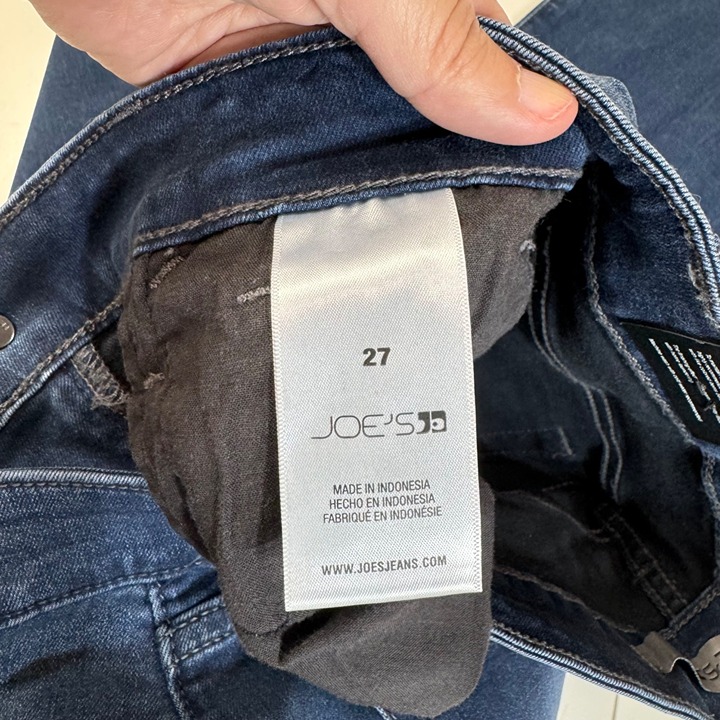 27
JOE'S
MADE IN INDONESIA
HECHO EN INDONESIA
FABRIQUÉ EN INDONÉSIE
WWW.JOESJEANS.COM